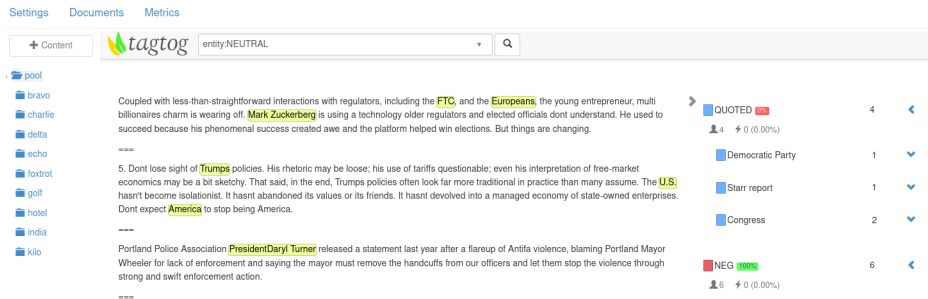 Settings Documents Metrics
+ Content
tagtog entity:NEUTRAL
pool
bravo
charlie
delta
echo
foxtrot
golf
hotel
india
kilo
Coupled with less-than-straightforward interactions with regulators, including the FTC, and the Europeans, the young entrepreneur, multi
billionaires charm is wearing off. Mark Zuckerberg is using a technology older regulators and elected officials dont understand. He used to
succeed because his phenomenal success created awe and the platform helped win elections. But things are changing.
===
5. Dont lose sight of Trumps policies. His rhetoric may be loose; his use of tariffs questionable; even his interpretation of free-market
economics may be a bit sketchy. That said, in the end, Trumps policies often look far more traditional in practice than many assume. The U.S.
hasn't become isolationist. It hasnt abandoned its values or its friends. It hasnt devolved into a managed economy of state-owned enterprises.
Dont expect America to stop being America.
===
Portland Police Association PresidentDaryl Turner released a statement last year after a flareup of Antifa violence, blaming Portland Mayor
Wheeler for lack of enforcement and saying the mayor must remove the handcuffs from our officers and let them stop the violence through
strong and swift enforcement action.
===
QUOTED 0% 4
4 0 (0.00%)
Democratic Party 1
Starr report 1
Congress 2
NEG 100% 6
6 0 (0.00%)